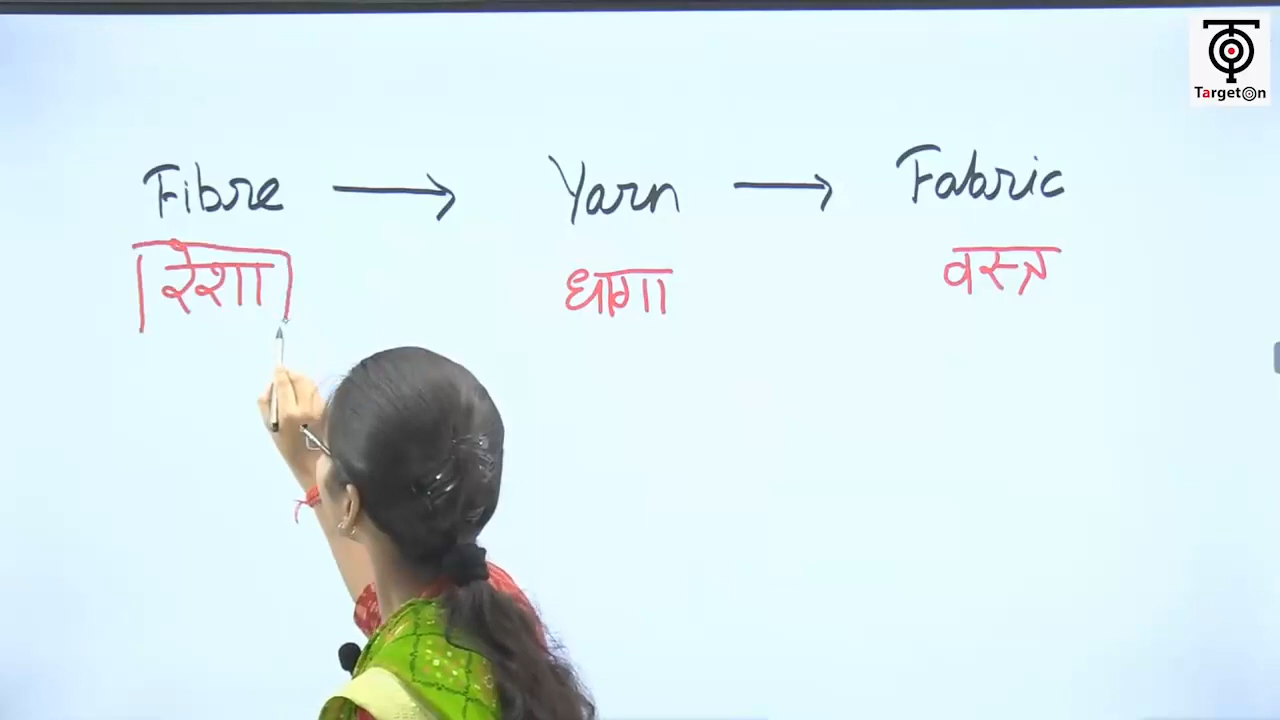 Fibre → Yarn → Fabric
रेशा धागा वस्त्र
TargetOn